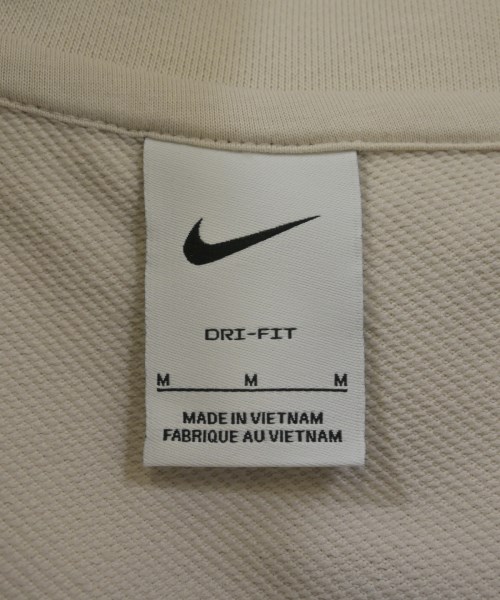 DRI-FIT
M M M
MADE IN VIETNAM
FABRIQUE AU VIETNAM